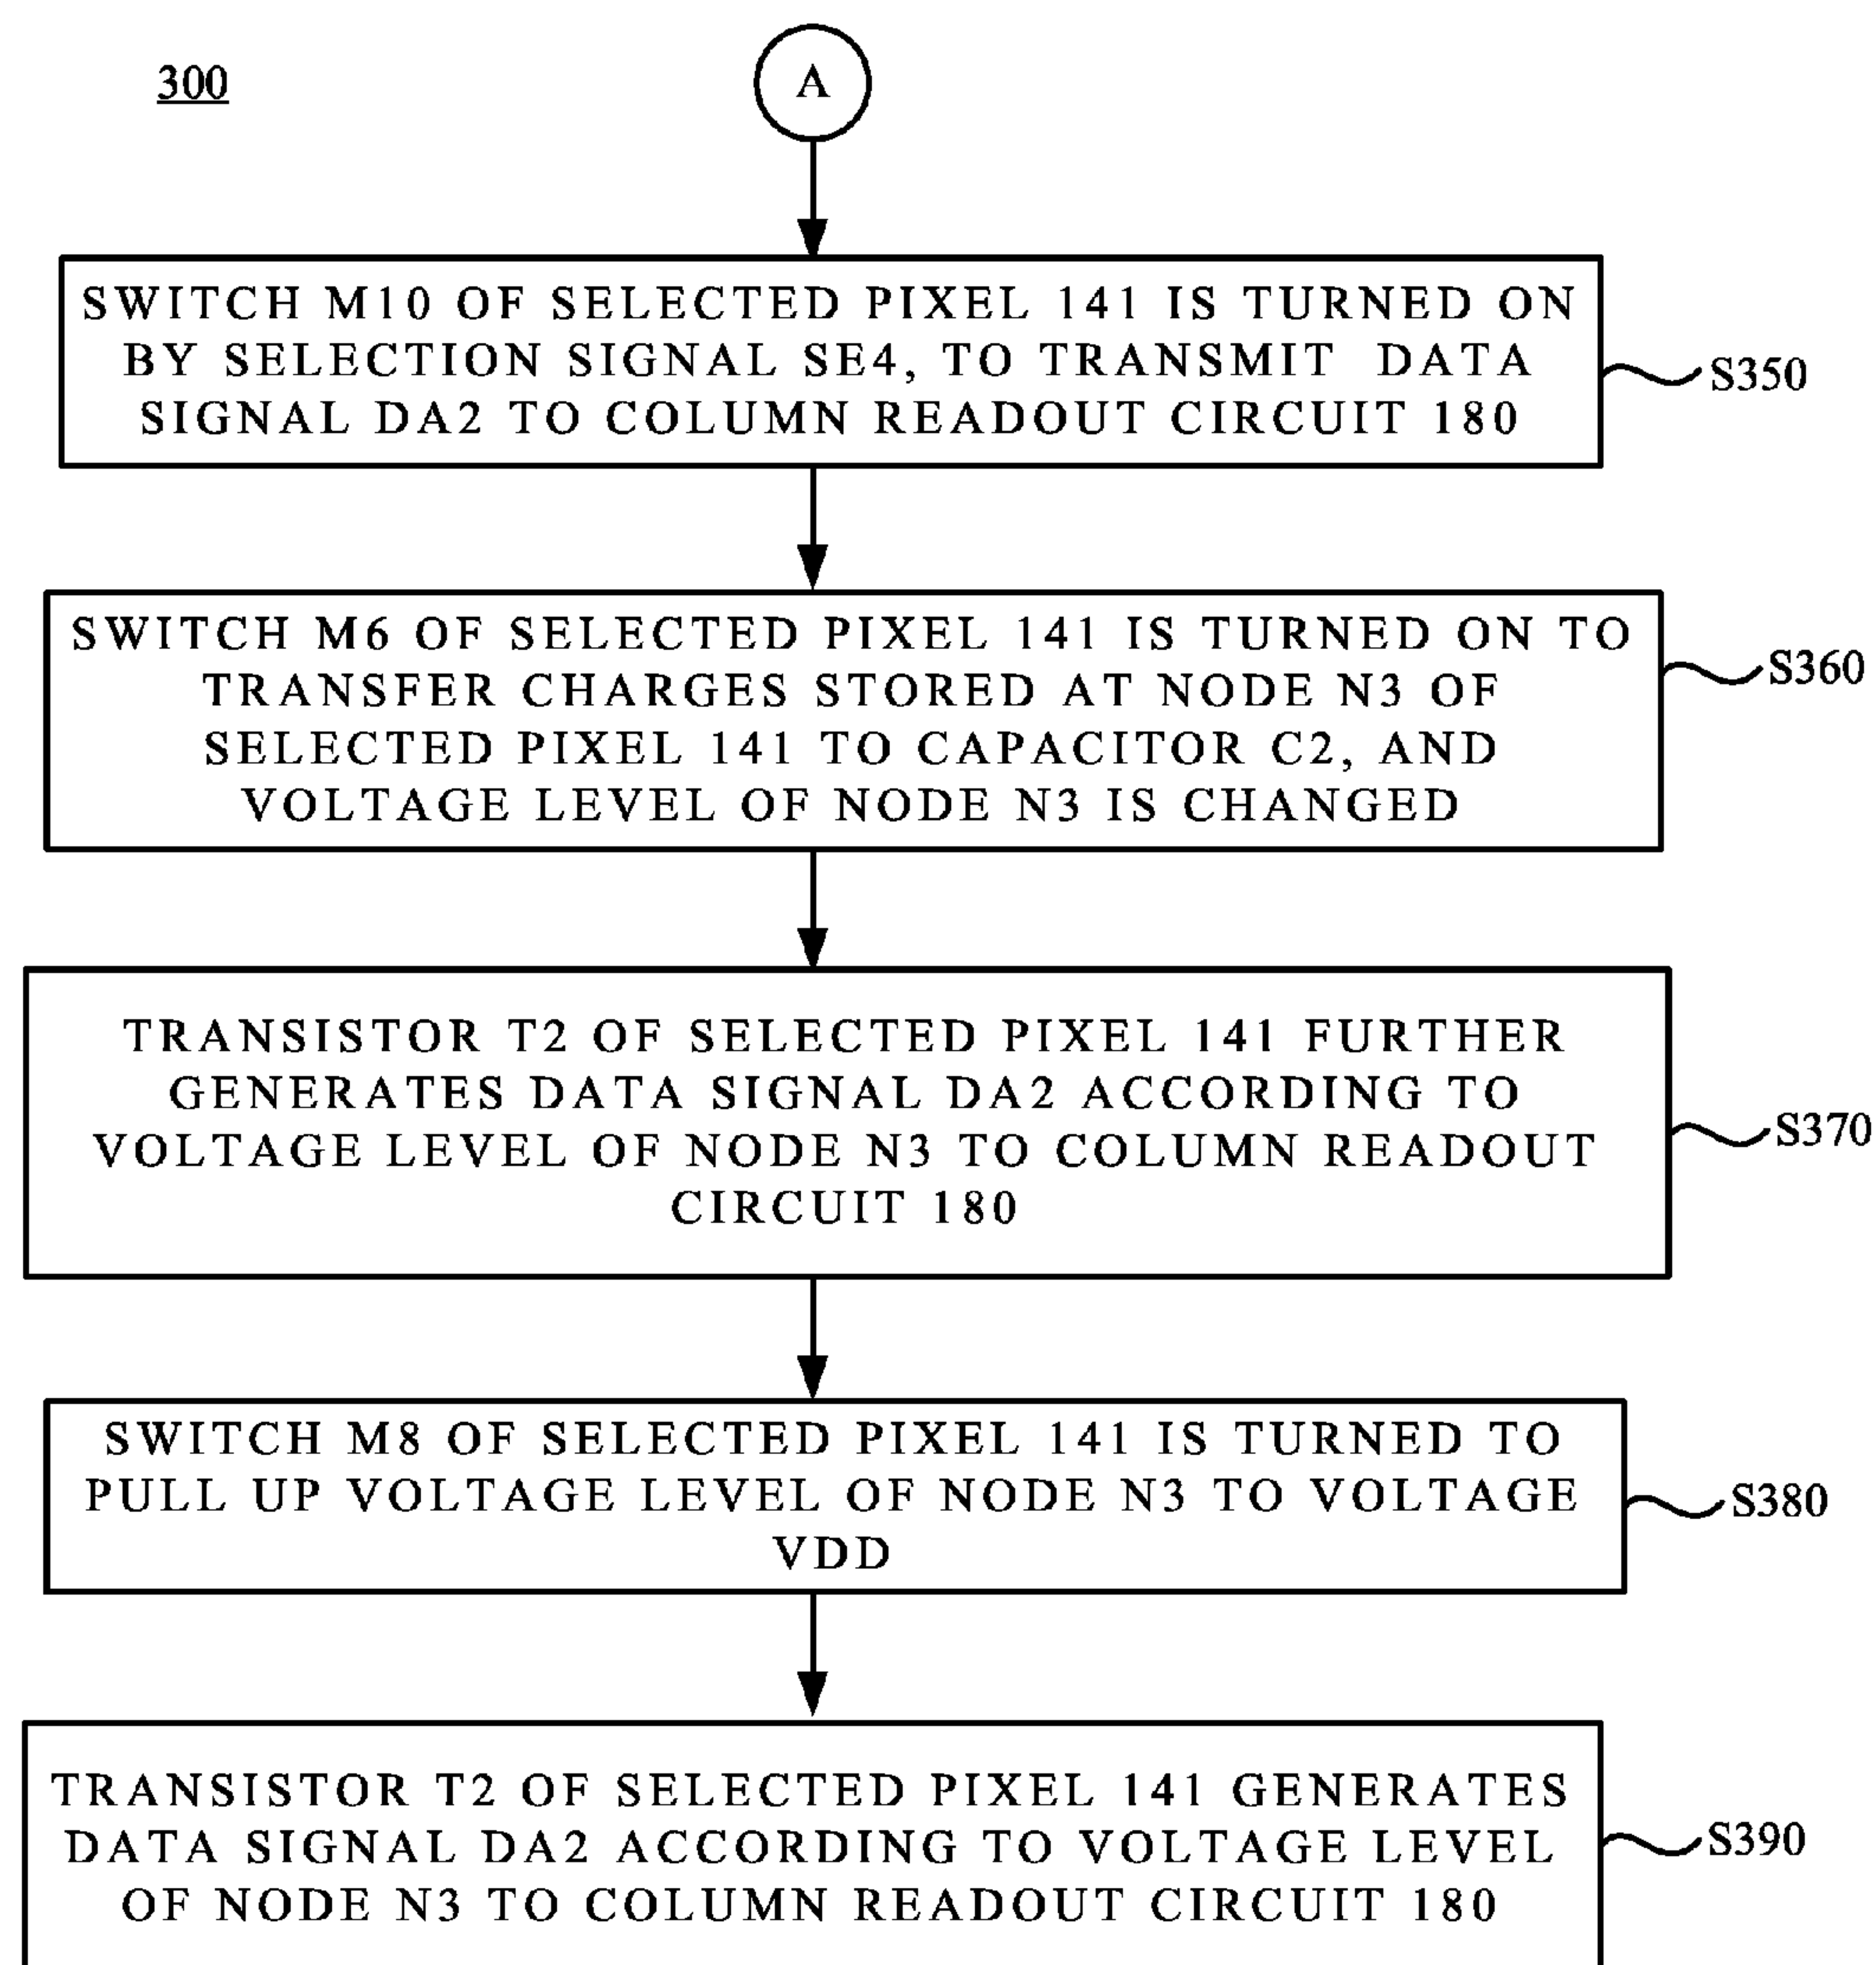 300
A
SWITCH M10 OF SELECTED PIXEL 141 IS TURNED ON
BY SELECTION SIGNAL SE4, TO TRANSMIT DATA
SIGNAL DA2 TO COLUMN READOUT CIRCUIT 180
S350
SWITCH M6 OF SELECTED PIXEL 141 IS TURNED ON TO
TRANSFER CHARGES STORED AT NODE N3 OF
SELECTED PIXEL 141 TO CAPACITOR C2, AND
VOLTAGE LEVEL OF NODE N3 IS CHANGED
S360
TRANSISTOR T2 OF SELECTED PIXEL 141 FURTHER
GENERATES DATA SIGNAL DA2 ACCORDING TO
VOLTAGE LEVEL OF NODE N3 TO COLUMN READOUT
CIRCUIT 180
S370
SWITCH M8 OF SELECTED PIXEL 141 IS TURNED TO
PULL UP VOLTAGE LEVEL OF NODE N3 TO VOLTAGE
VDD
S380
TRANSISTOR T2 OF SELECTED PIXEL 141 GENERATES
DATA SIGNAL DA2 ACCORDING TO VOLTAGE LEVEL
OF NODE N3 TO COLUMN READOUT CIRCUIT 180
S390